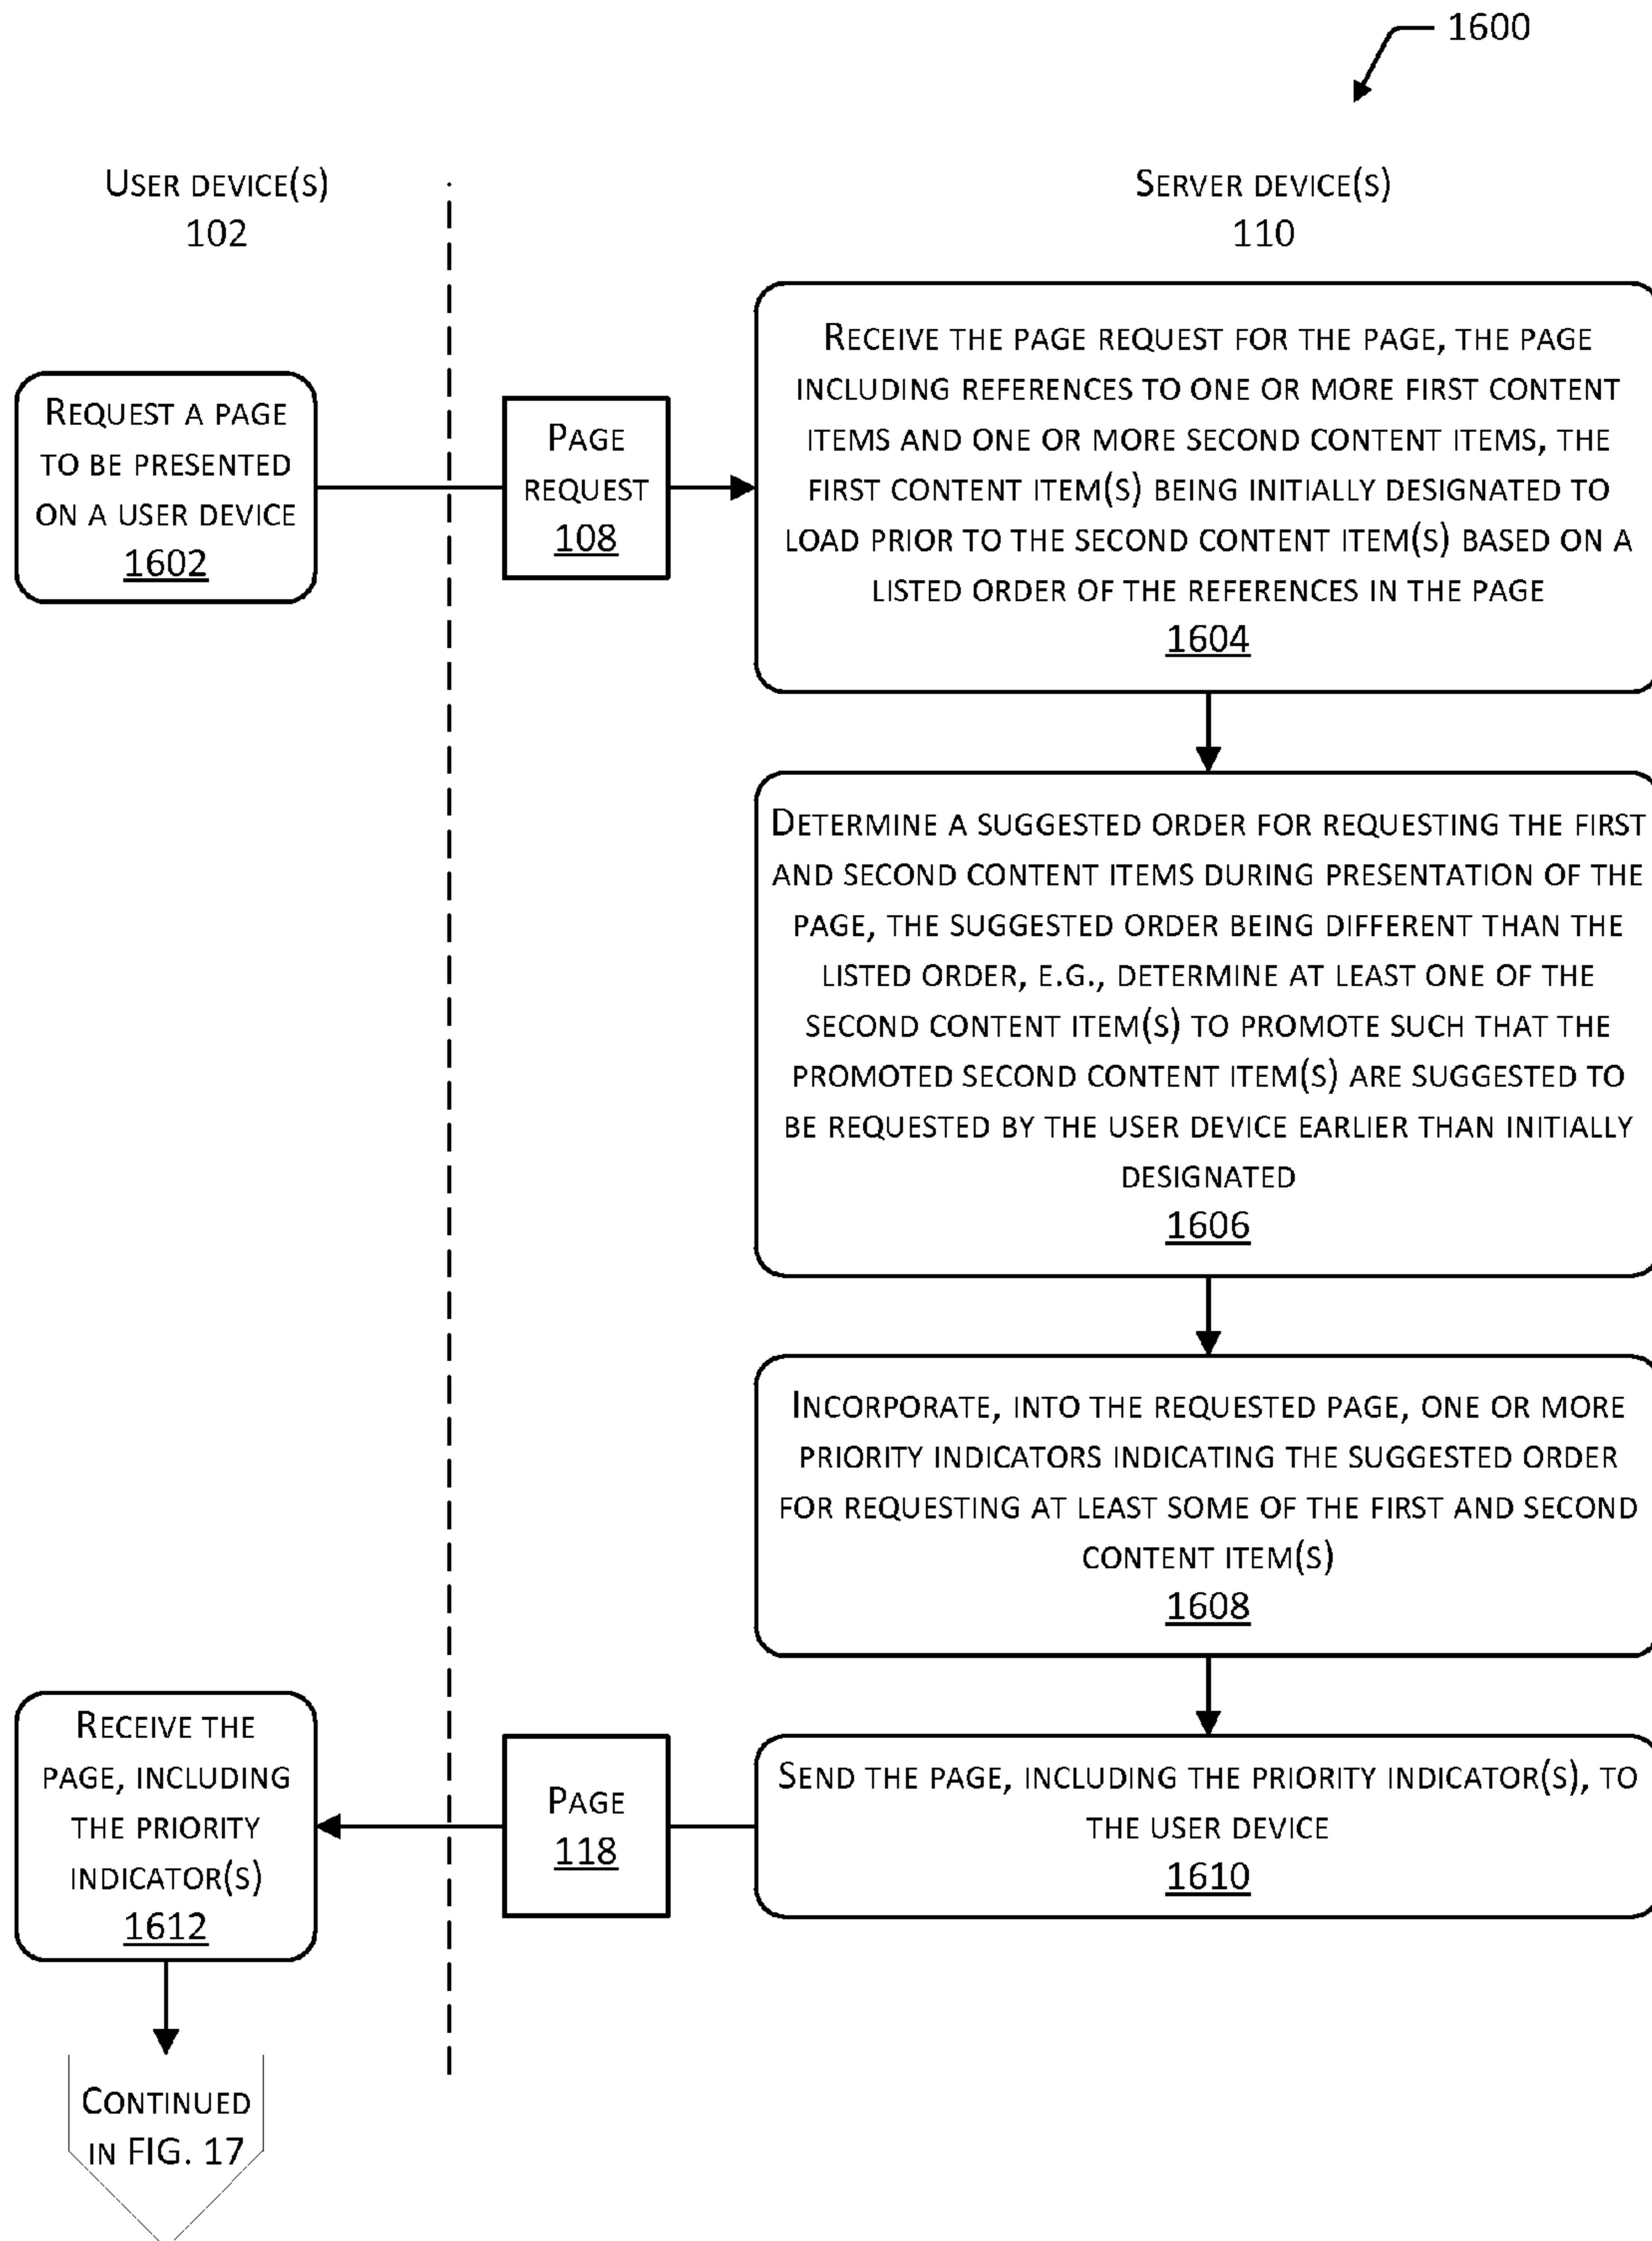 1600
USER DEVICE(S)
102
SERVER DEVICE(S)
110
REQUEST A PAGE
TO BE PRESENTED
ON A USER DEVICE
1602
PAGE
REQUEST
108
RECEIVE THE PAGE REQUEST FOR THE PAGE, THE PAGE
INCLUDING REFERENCES TO ONE OR MORE FIRST CONTENT
ITEMS AND ONE OR MORE SECOND CONTENT ITEMS, THE
FIRST CONTENT ITEM(S) BEING INITIALLY DESIGNATED TO
LOAD PRIOR TO THE SECOND CONTENT ITEM(S) BASED ON A
LISTED ORDER OF THE REFERENCES IN THE PAGE
1604
DETERMINE A SUGGESTED ORDER FOR REQUESTING THE FIRST
AND SECOND CONTENT ITEMS DURING PRESENTATION OF THE
PAGE, THE SUGGESTED ORDER BEING DIFFERENT THAN THE
LISTED ORDER, E.G., DETERMINE AT LEAST ONE OF THE
SECOND CONTENT ITEM(S) TO PROMOTE SUCH THAT THE
PROMOTED SECOND CONTENT ITEM(S) ARE SUGGESTED TO
BE REQUESTED BY THE USER DEVICE EARLIER THAN INITIALLY
DESIGNATED
1606
INCORPORATE, INTO THE REQUESTED PAGE, ONE OR MORE
PRIORITY INDICATORS INDICATING THE SUGGESTED ORDER
FOR REQUESTING AT LEAST SOME OF THE FIRST AND SECOND
CONTENT ITEM(S)
1608
SEND THE PAGE, INCLUDING THE PRIORITY INDICATOR(S), TO
THE USER DEVICE
1610
PAGE
118
RECEIVE THE
PAGE, INCLUDING
THE PRIORITY
INDICATOR(S)
1612
CONTINUED
IN FIG. 17